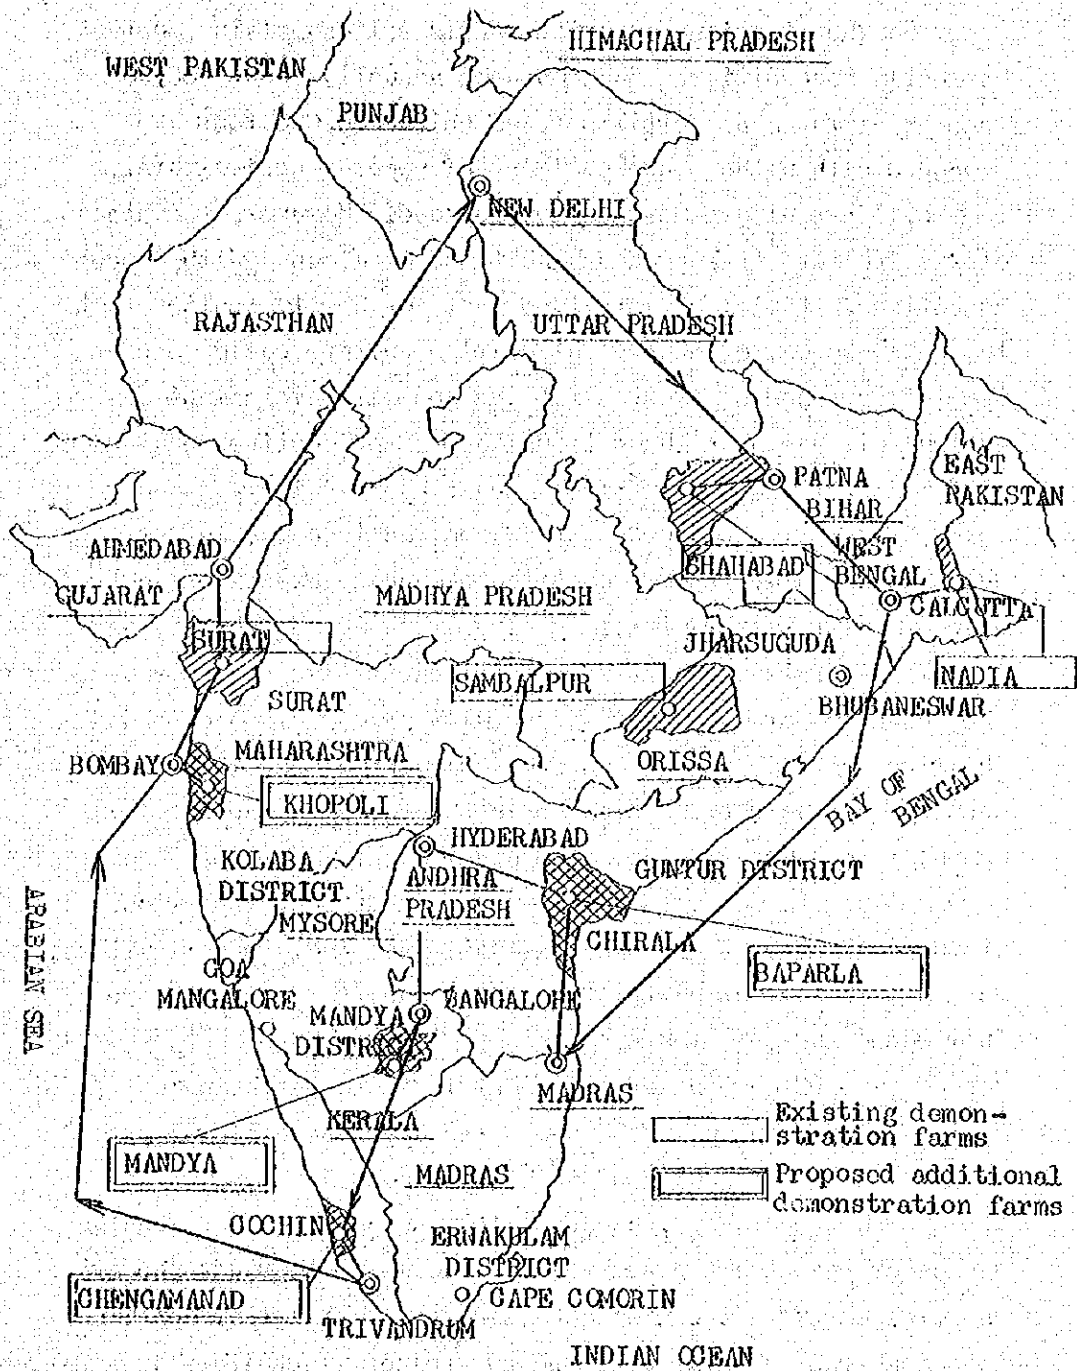 HIMACHAL PRADESH
WEST PAKISTAN
PUNJAB
NEW DELHI
RAJASTHAN
UTTAR PRADESH
PATNA
BIHAR
EAST
PAKISTAN
AHMEDABAD
GUJARAT
MADHYA PRADESH
SHAHABAD
WEST
BENGAL
CALCUTTA
SURAT
SURAT
JHARSUGUDA
SAMBALPUR
NADIA
BHUBANESWAR
BOMBAY
MAHARASHTRA
KHOPOLI
ORISSA
BAY OF
BENGAL
HYDERABAD
KOLABA
DISTRICT
ANDHRA
PRADESH
GUNTUR DISTRICT
MYSORE
CHIRALA
ARABIAN SEA
GOA
BAPARLA
MANGALORE
MANDYA
DISTRI
BANGALORE
MADRAS
KERALA
Existing demon-
stration farms
MANDYA
MADRAS
Proposed additional
demonstration farms
COCHIN
ERNAKULAM
DISTRICT
CHENGAMANAD
CAPE COMORIN
TRIVANDRUM
INDIAN OCEAN